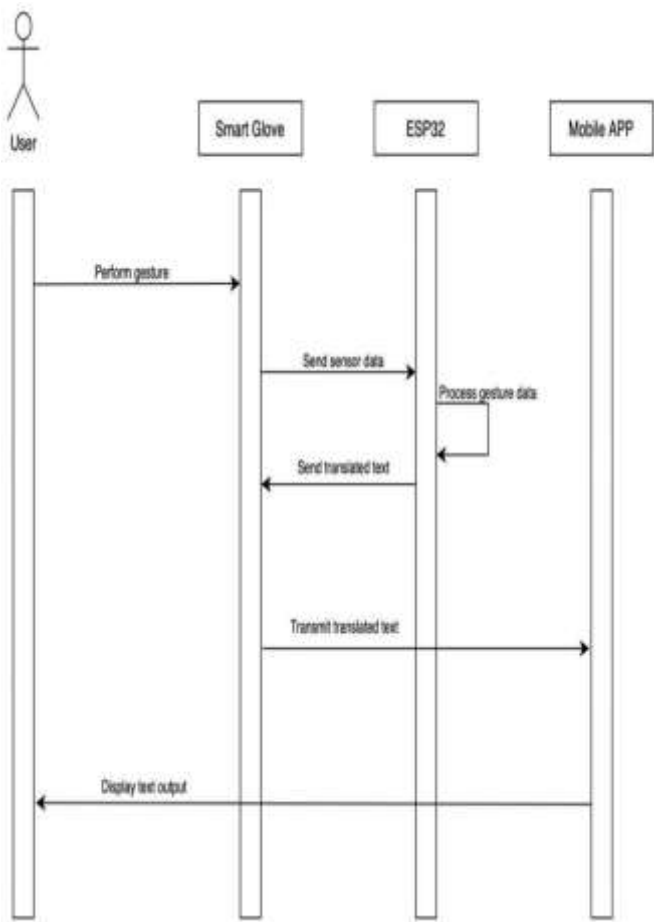 User
Smart Glove
ESP32
Mobile APP
Perform gesture
Send sensor data
Process gesture data
Send translated text
Transmit translated text
Display text output